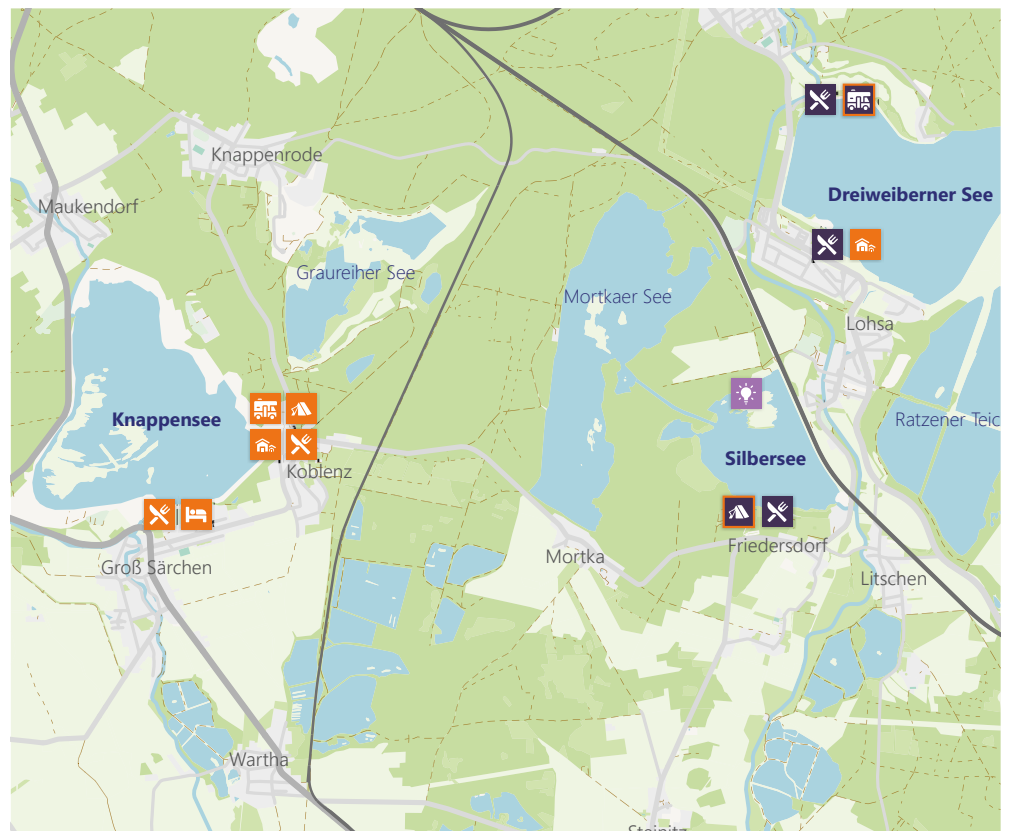 Knappenrode
Maukendorf
Dreiweiberner See
Graureiher See
Mortkaer See
Lohsa
Knappensee
Ratzener Teic
Silbersee
Koblenz
Friedersdorf
Mortka
Groß Särchen
Litschen
Wartha
Steinitz